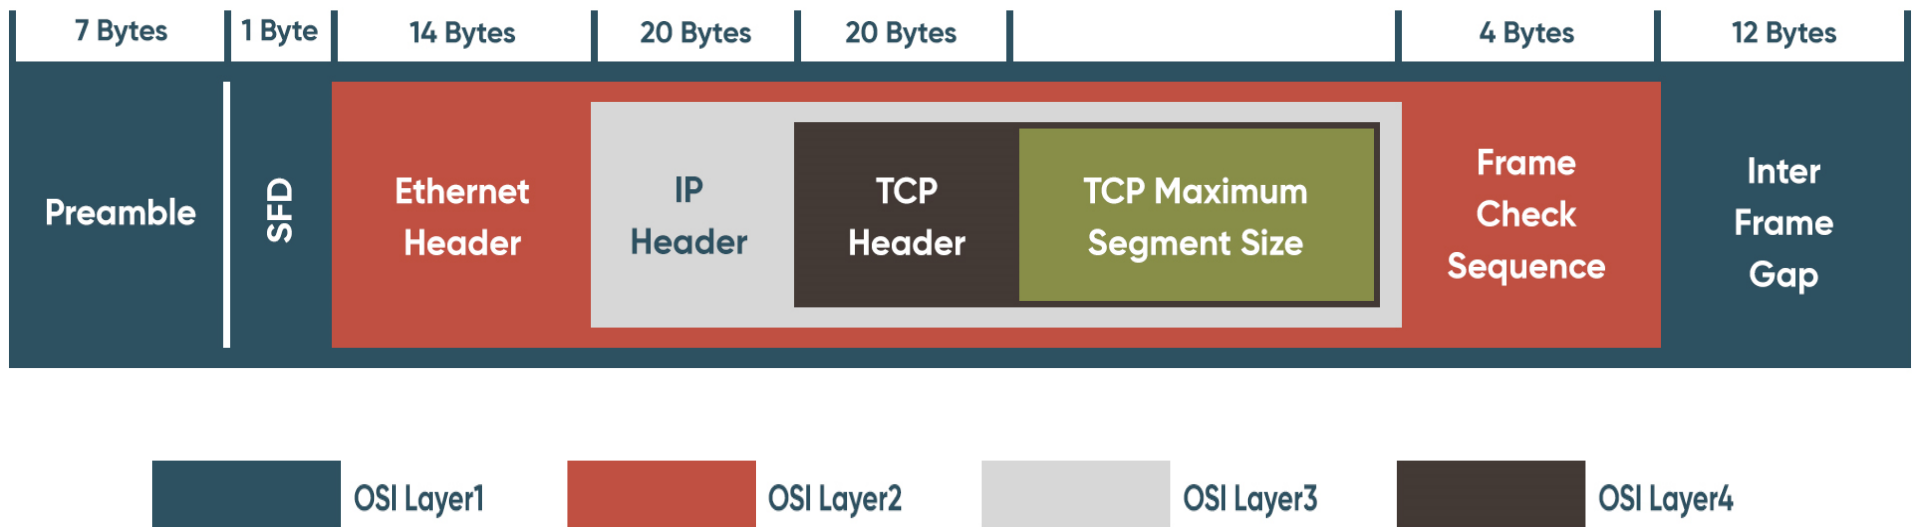 7 Bytes
1 Byte
14 Bytes
20 Bytes
20 Bytes
4 Bytes
12 Bytes
Preamble
SFD
Ethernet
Header
IP
Header
TCP
Header
TCP Maximum
Segment Size
Frame
Check
Sequence
Inter
Frame
Gap
OSI Layer1
OSI Layer2
OSI Layer3
OSI Layer4